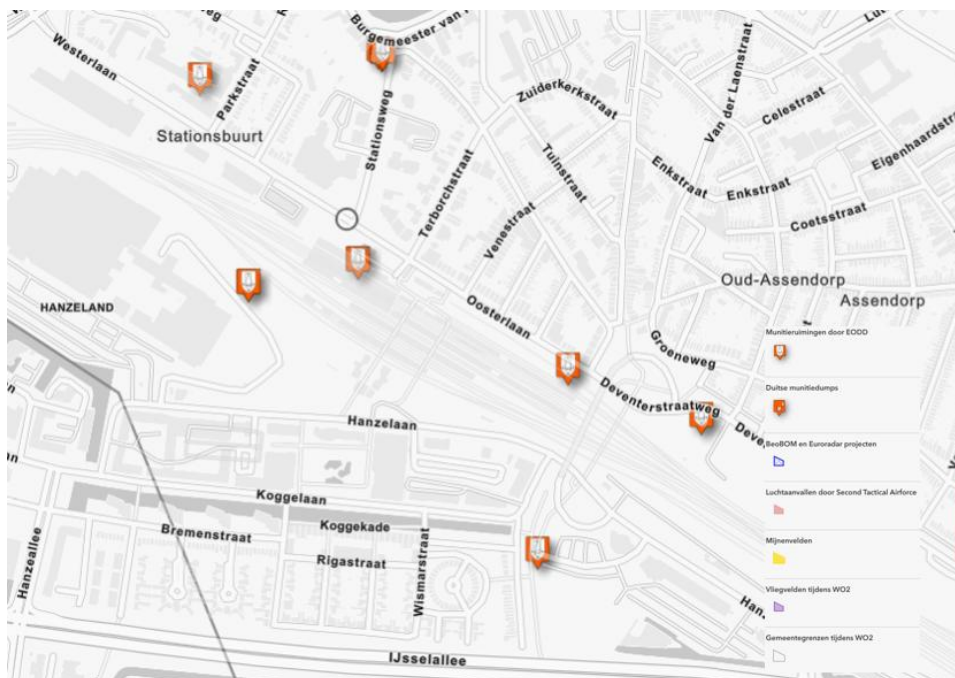 Burgemeester van
Westerlaan
Parkstraat
Stationsbuurt
Stationsweg
Zuiderkerkstraat
Van der Laenstraat
Celestraat
Eigenhaardstr
Terborchstraat
Tuinstraat
Enkstraat
Enkstraat
Coetsstraat
Venestraat
Oud-Assendorp
Assendorp
HANZELAND
Oosterlaan
Groeneweg
Deventerstraatweg
Deve
Hanzelaan
Koggelaan
Koggekade
Bremenstraat
Rigastraat
Wismarstraat
Hanzeallee
Han
IJsselallee
Munitieruimingen door EODD
Duitse munitiedumps
BeoBOM en Euroradar projecten
Luchtaanvallen door Second Tactical Airforce
Mijnenvelden
Vliegvelden tijdens WO2
Gemeentegrenzen tijdens WO2